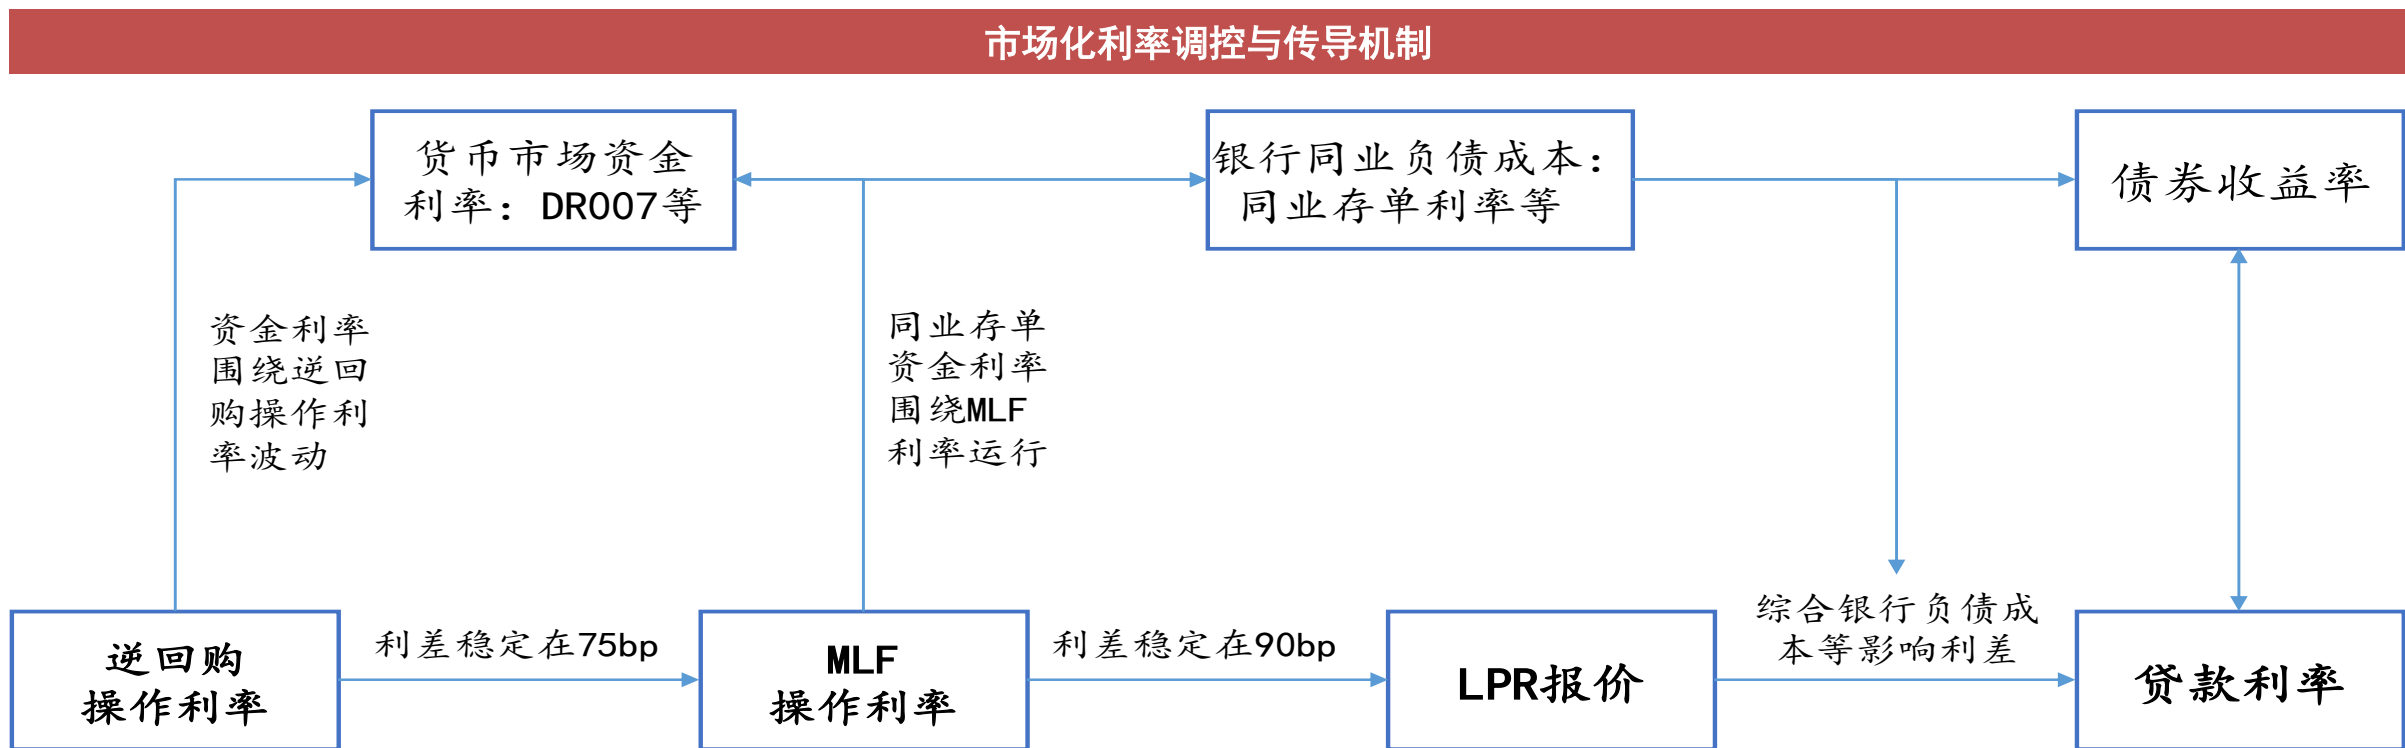 市场化利率调控与传导机制
货币市场资金
利率：DR007等
银行同业负债成本：
同业存单利率等
债券收益率
资金利率
围绕逆回
购操作利
率波动
同业存单
资金利率
围绕MLF
利率运行
逆回购
操作利率
利差稳定在75bp
MLF
操作利率
利差稳定在90bp
LPR报价
综合银行负债成
本等影响利差
贷款利率